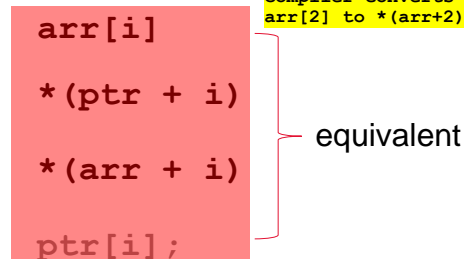 Compiler converts
arr[2] to *(arr+2)
arr[i]
*(ptr + i)
equivalent
*(arr + i)
ptr[i];